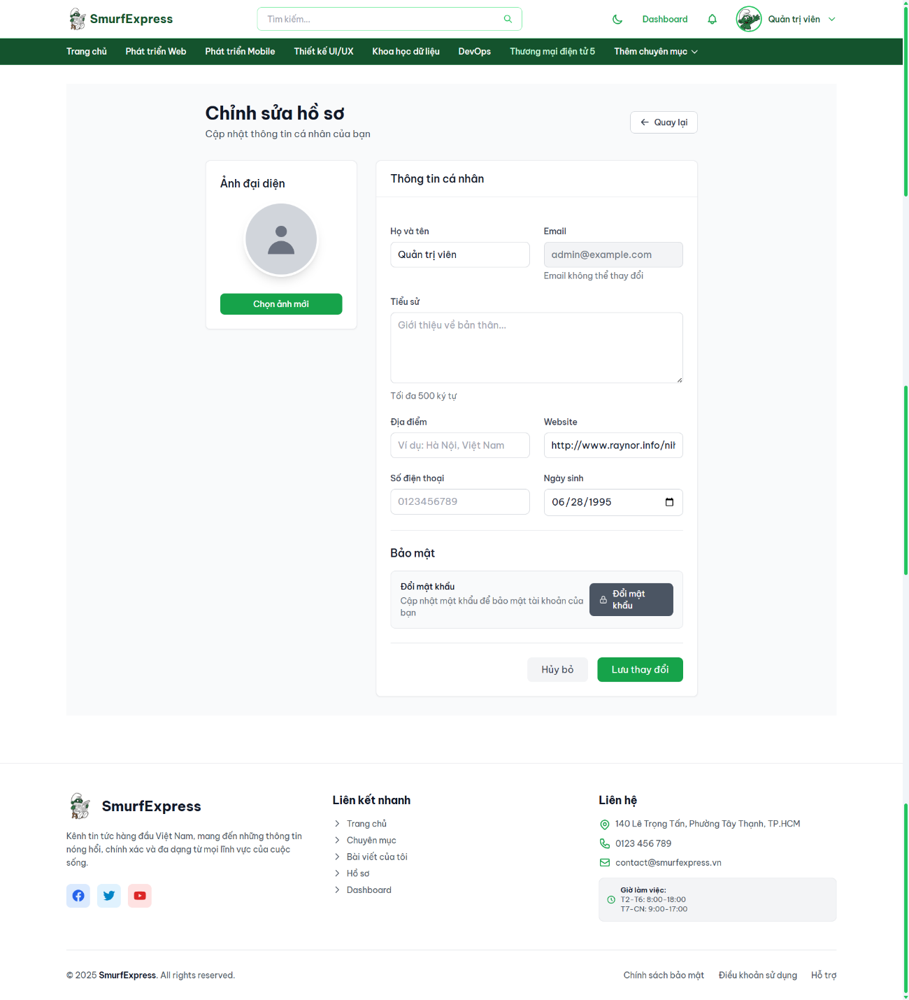 SmurfExpress
Tìm kiếm...
Dashboard
Quản trị viên
Trang chủ
Phát triển Web
Phát triển Mobile
Thiết kế UI/UX
Khoa học dữ liệu
DevOps
Thương mại điện tử 5
Thêm chuyên mục
Chỉnh sửa hồ sơ
Cập nhật thông tin cá nhân của bạn
Quay lại
Ảnh đại diện
Chọn ảnh mới
Thông tin cá nhân
Họ và tên
Email
Quản trị viên
admin@example.com
Email không thể thay đổi
Tiểu sử
Giới thiệu về bản thân...
Tối đa 500 ký tự
Địa điểm
Website
Ví dụ: Hà Nội, Việt Nam
http://www.raynor.info/nih
Số điện thoại
Ngày sinh
0123456789
06/28/1995
Bảo mật
Đổi mật khẩu
Cập nhật mật khẩu để bảo mật tài khoản của
bạn
Đổi mật
khẩu
Hủy bỏ
Lưu thay đổi
SmurfExpress
Kênh tin tức hàng đầu Việt Nam, mang đến những thông tin
nóng hổi, chính xác và đa dạng từ mọi lĩnh vực của cuộc
sống.
Liên kết nhanh
Trang chủ
Chuyên mục
Bài viết của tôi
Hồ sơ
Dashboard
Liên hệ
140 Lê Trọng Tấn, Phường Tây Thạnh, TP.HCM
0123 456 789
contact@smurfexpress.vn
Giờ làm việc:
T2-T6: 8:00-18:00
T7-CN: 9:00-17:00
© 2025 SmurfExpress. All rights reserved.
Chính sách bảo mật
Điều khoản sử dụng
Hỗ trợ